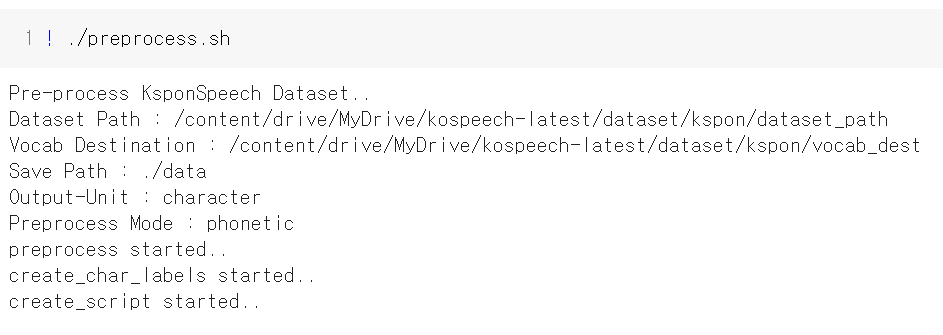 1 ! ./preprocess.sh
Pre-process KsponSpeech Dataset..
Dataset Path : /content/drive/MyDrive/kospeech-latest/dataset/kspon/dataset_path
Vocab Destination : /content/drive/MyDrive/kospeech-latest/dataset/kspon/vocab_dest
Save Path : ./data
Output-Unit : character
Preprocess Mode : phonetic
preprocess started..
create_char_labels started..
create_script started..